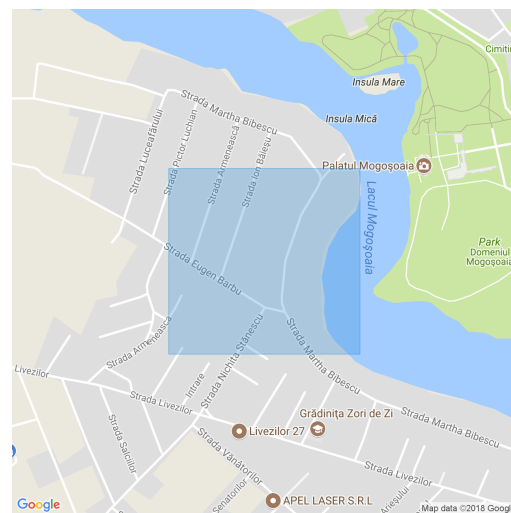 Cimiti
Insula Mare
Strada Martha Bibescu
Insula Mică
Strada Luceafărului
Strada Pictor Luchian
Strada Armenească
Strada Ion Băieșu
Palatul Mogoșoaia
Lacul Mogoșoaia
Park
Domeniul
Mogoșoaia
Strada Eugen Barbu
Strada Armenească
Strada Nichita Stănescu
Strada Martha Bibescu
Intrare
Livezilor
Strada Livezilor
Grădinița Zori de Zi
Strada Martha Bibescu
Livezilor 27
Strada Salciilor
Strada Vânătorilor
Strada Livezilor
Senatorilor
Arieșului
APEL LASER S.R.L
Google
Map data ©2018 Googl